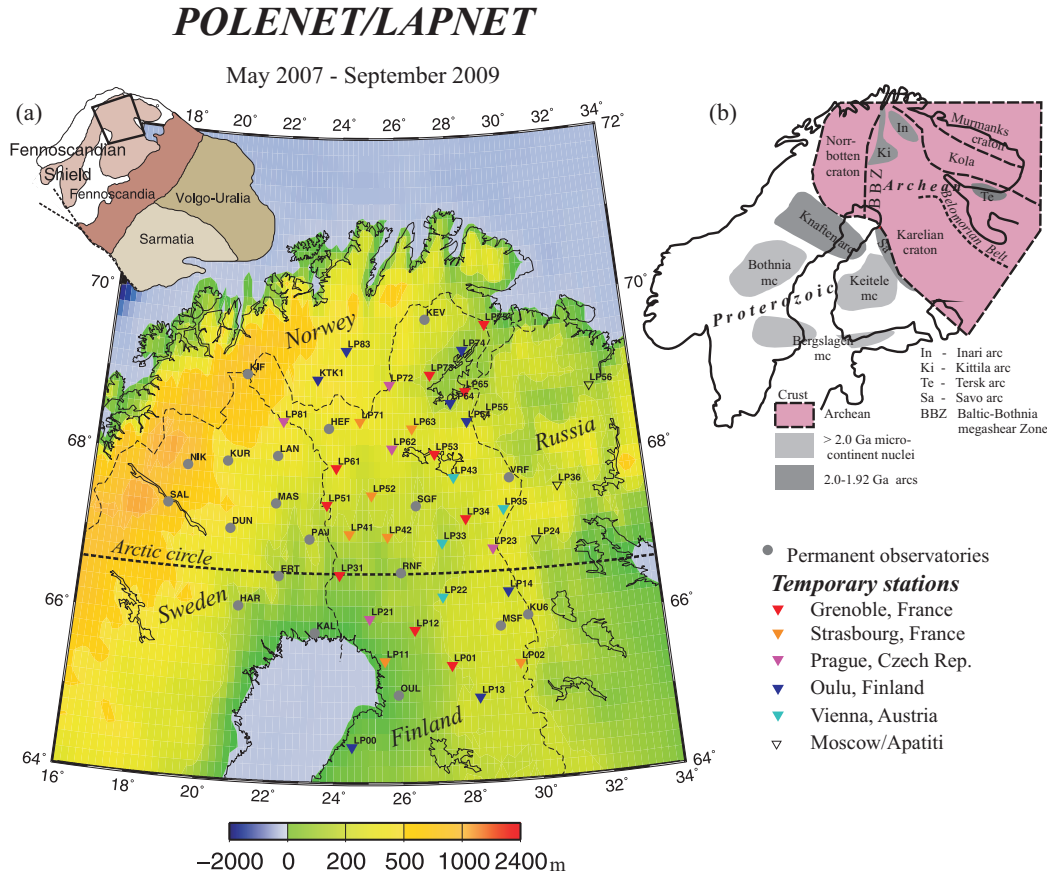 POLENET/LAPNET
May 2007 - September 2009
(a)
18° 20° 22° 24° 26° 28° 30° 32° 34°
72°
Fennoscandian
Shield
Fennoscandia
Volgo-Uralia
Sarmatia
70°
70°
Norwey
KEV
LP83
LP74
KIF
KTK1
LP72
LP73
LP65
LP56
LP64
LP81
HEF
LP71
LP63
LP54
LP55
Russia
68°
68°
NIK
KUR
LAN
LP61
LP62
LP53
LP43
VRF
LP36
SAL
MAS
LP51
LP52
SGF
LP34
LP35
DUN
PAJ
LP41
LP42
LP33
LP23
LP24
Arctic circle
ERT
LP31
RNF
66°
66°
Sweden
HAR
LP22
LP14
KU6
MSF
KAL
LP21
LP12
LP11
LP01
LP02
OUL
LP13
Finland
LP00
64°
64°
16° 18° 20° 22° 24° 26° 28° 30° 32° 34°
−2000 0 200 500 1000 2400 m
(b)
Murmanks
craton
In
Norr-
botten
craton
Ki
Kola
BBZ
Archean
Te
Knaften arc
Belomorian Belt
Karelian
craton
Sa
Bothnia
mc
Keitele
mc
Proterozoic
Bergslagen
mc
In - Inari arc
Ki - Kittila arc
Te - Tersk arc
Sa - Savo arc
BBZ Baltic-Bothnia
megashear Zone
Crust
Archean
> 2.0 Ga micro-
continent nuclei
2.0-1.92 Ga arcs
Permanent observatories
Temporary stations
Grenoble, France
Strasbourg, France
Prague, Czech Rep.
Oulu, Finland
Vienna, Austria
Moscow/Apatiti